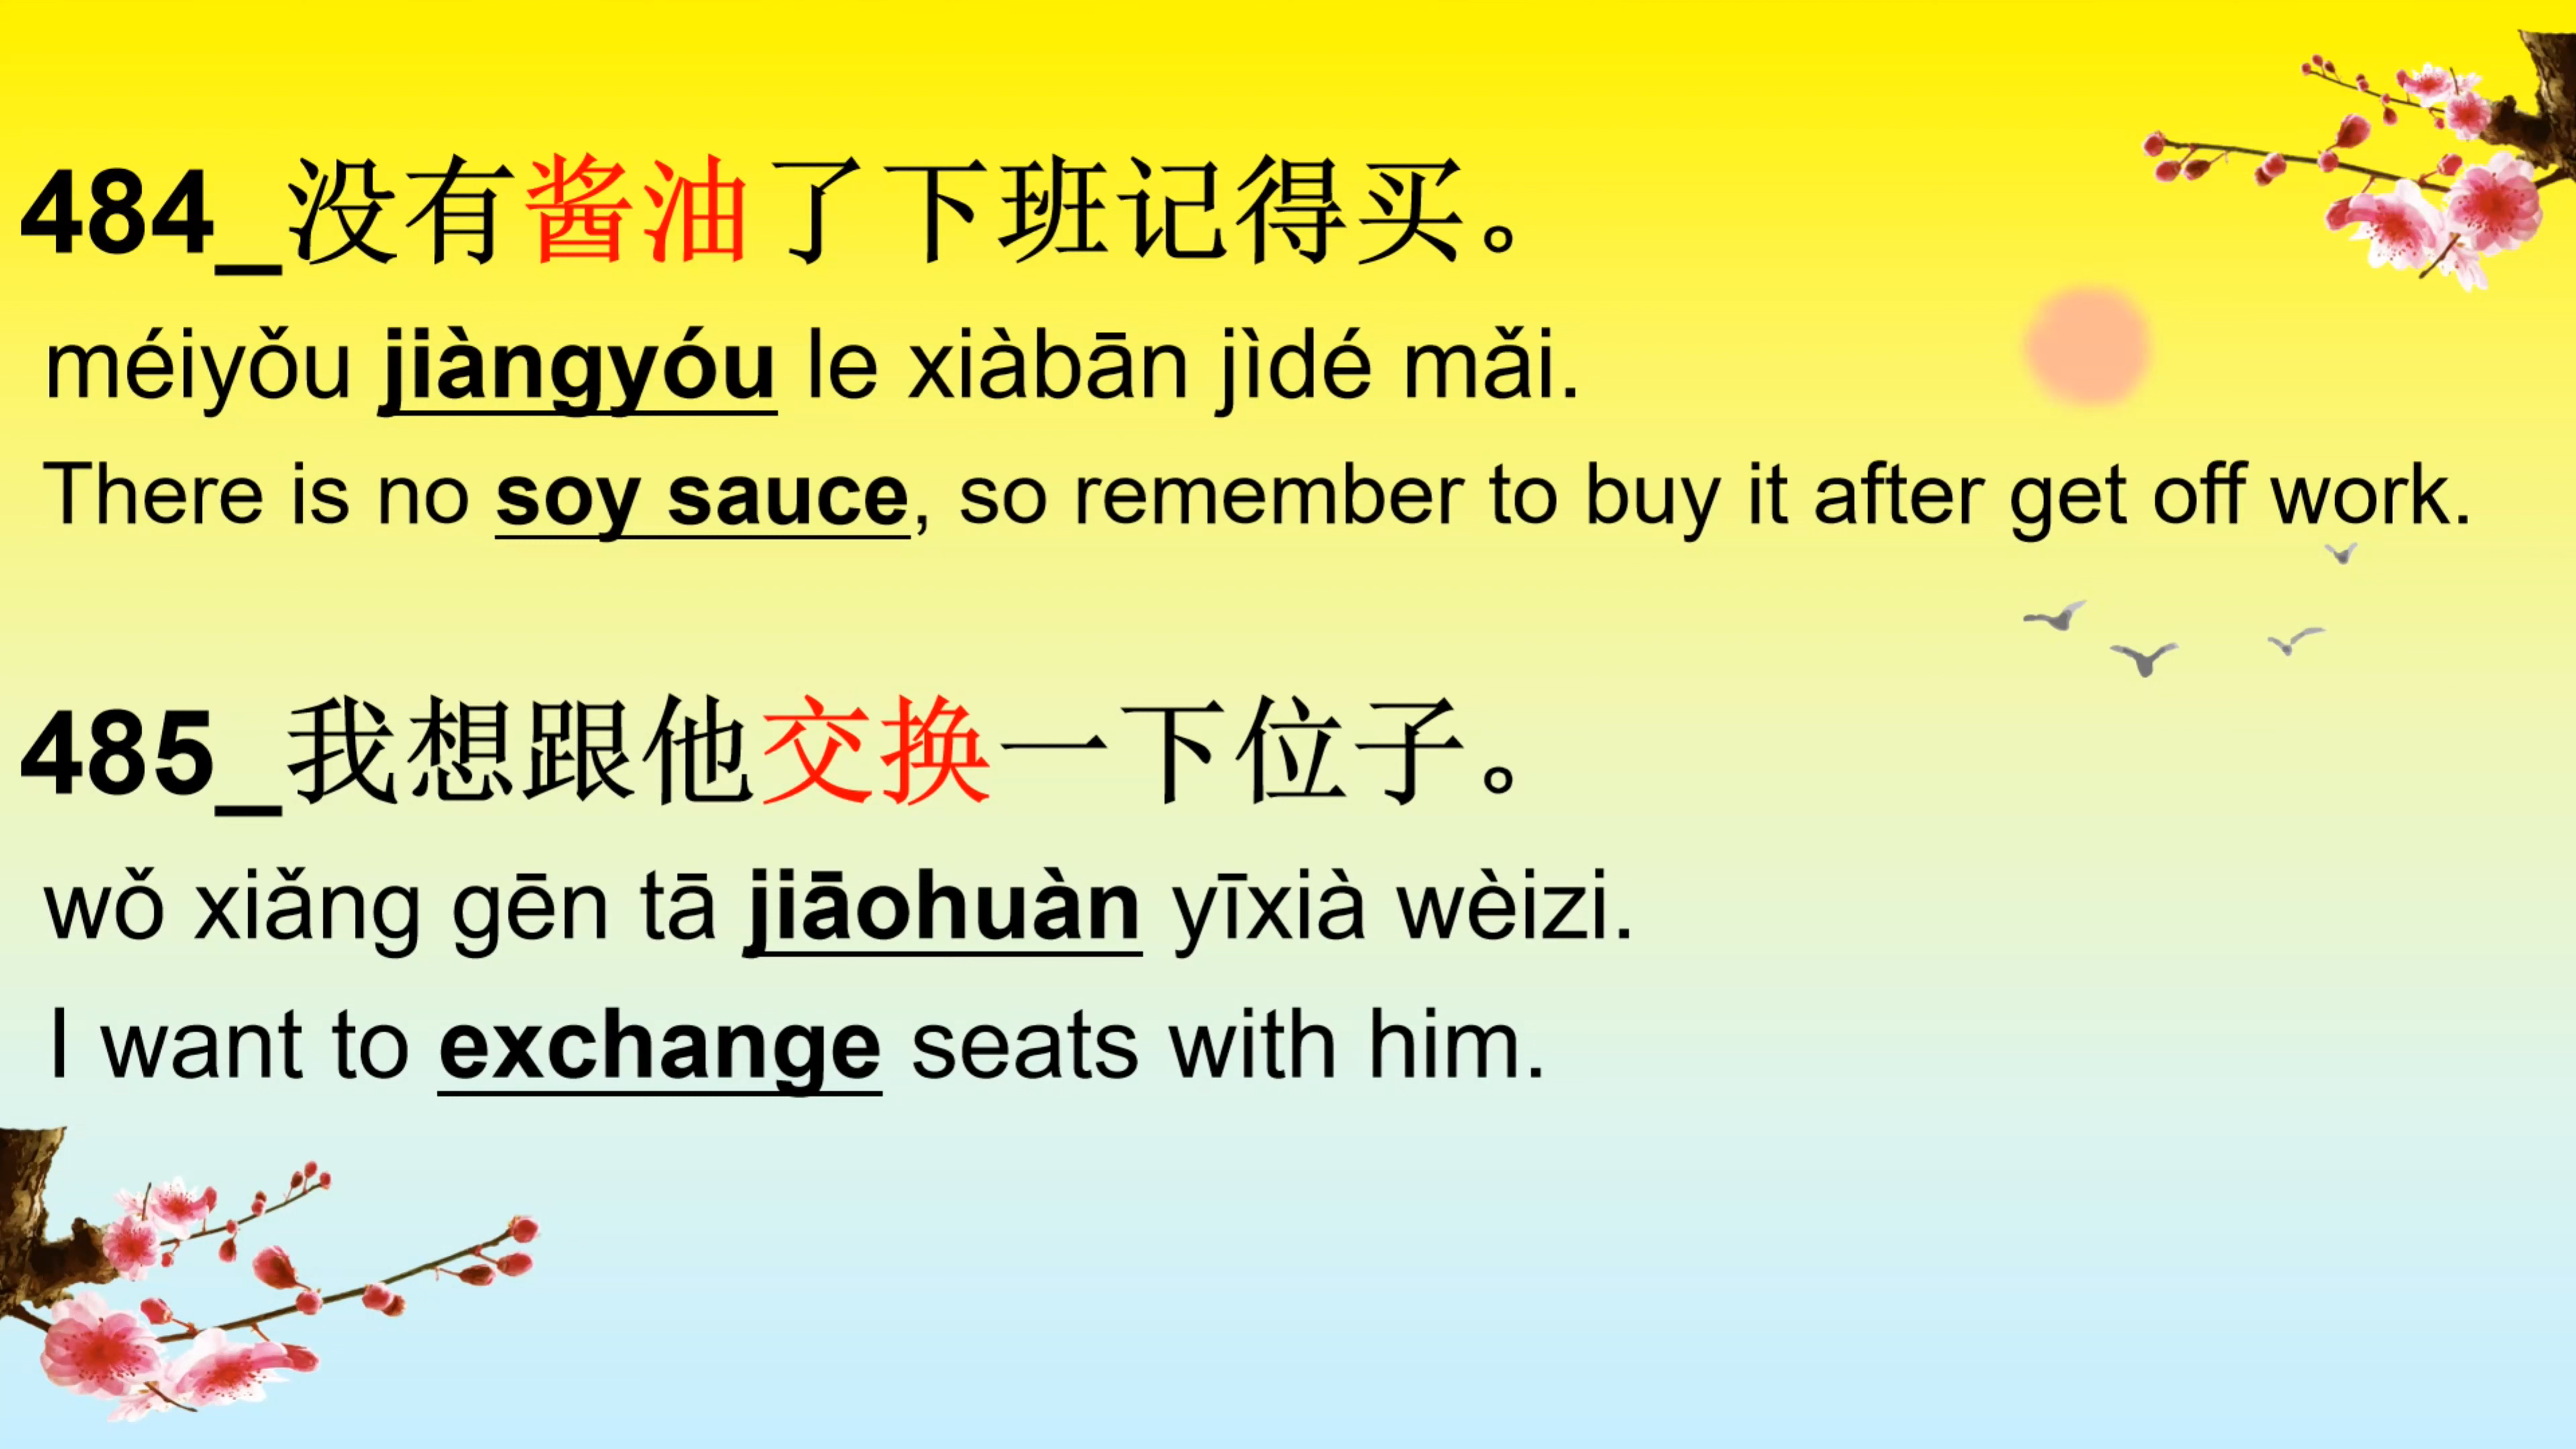 484_没有酱油了下班记得买。
méiyǒu jiàngyóu le xiàbān jìdé mǎi.
There is no soy sauce, so remember to buy it after get off work.
485_我想跟他交换一下位子。
wǒ xiǎng gēn tā jiāohuàn yīxià wèizi.
I want to exchange seats with him.